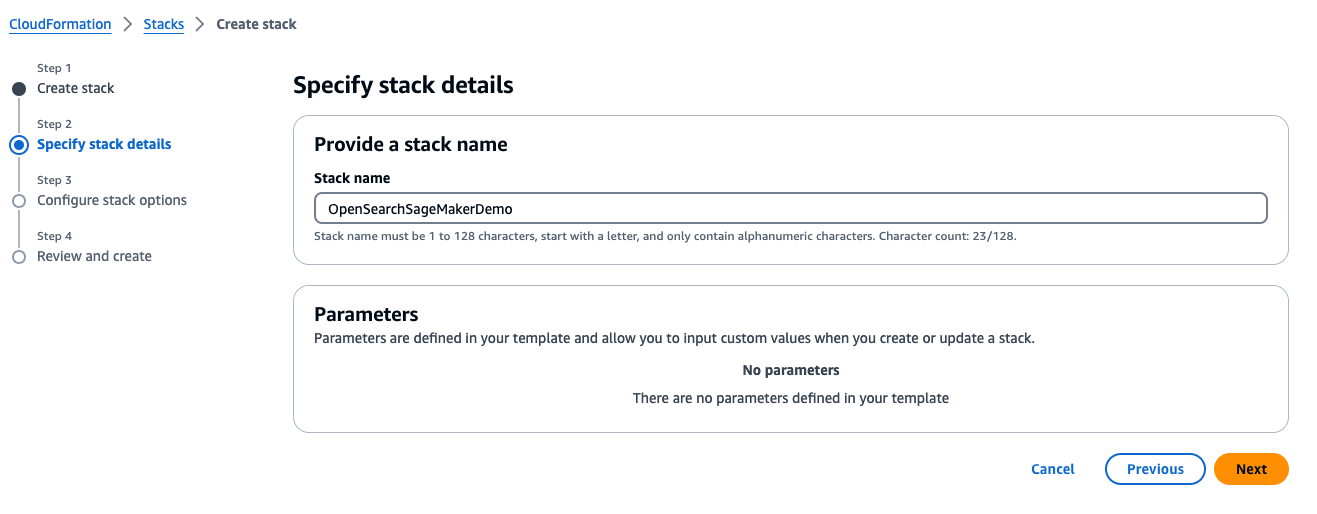 CloudFormation > Stacks > Create stack
Step 1
Create stack
Step 2
Specify stack details
Step 3
Configure stack options
Step 4
Review and create
Specify stack details
Provide a stack name
Stack name
OpenSearchSageMakerDemo
Stack name must be 1 to 128 characters, start with a letter, and only contain alphanumeric characters. Character count: 23/128.
Parameters
Parameters are defined in your template and allow you to input custom values when you create or update a stack.
No parameters
There are no parameters defined in your template
Cancel Previous Next